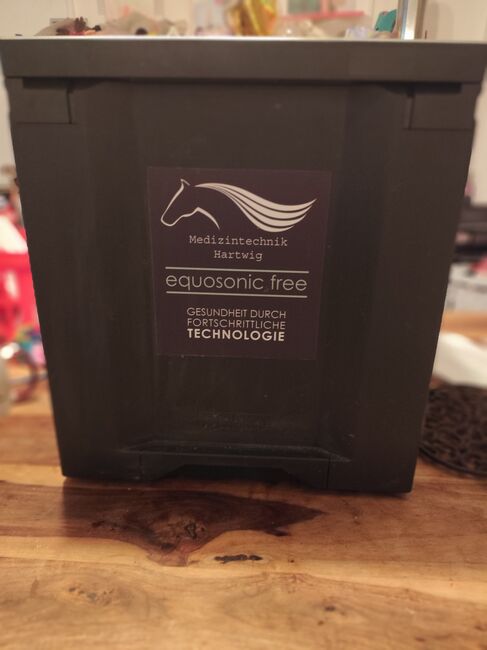 Medizintechnik
Hartwig
equosonic free
GESUNDHEIT DURCH
FORTSCHRITTLICHE
TECHNOLOGIE